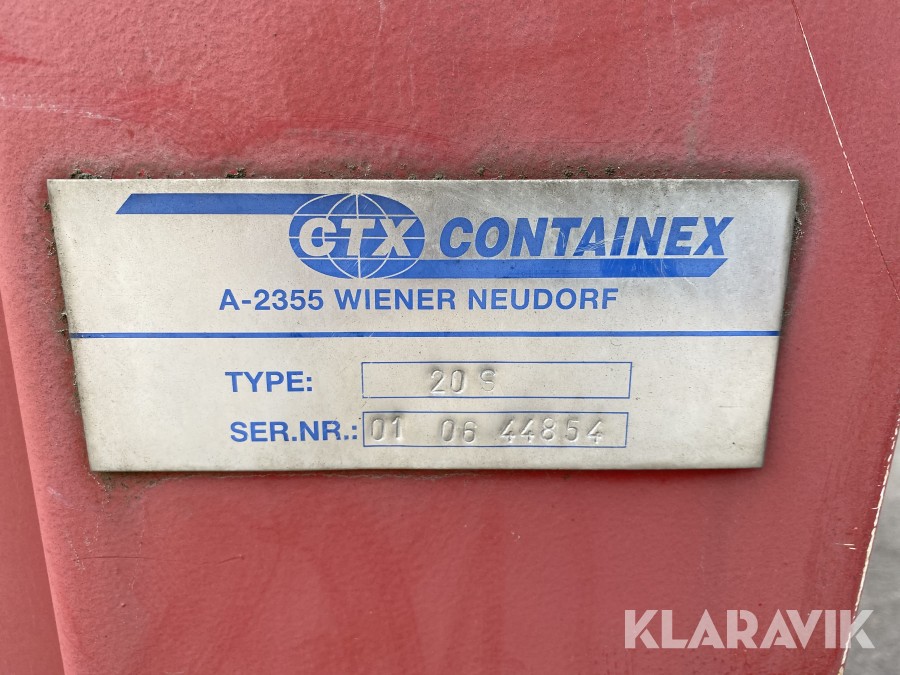 CTX CONTAINEX
A-2355 WIENER NEUDORF
TYPE: 20 S
SER.NR.: 01 06 44854
KLARAVIK